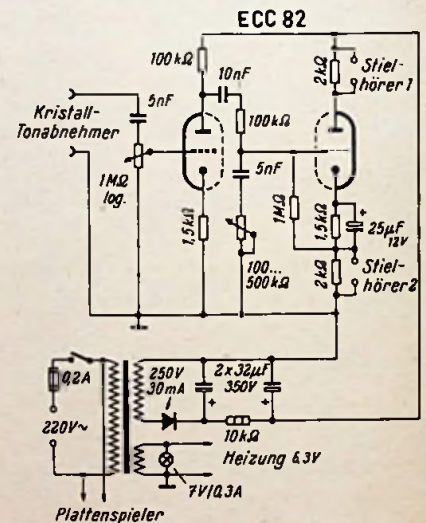 ECC 82
100kΩ
10nF
2kΩ
Stiel-
hörer 1
5nF
Kristall-
Tonabnehmer
100kΩ
5nF
1MΩ
log.
1,5kΩ
1MΩ
1,5kΩ
+
25µF
12V
100...
500kΩ
2kΩ
Stiel-
hörer 2
0,2A
250V
30mA
2x32µF
350V
+
+
220V~
10kΩ
Heizung 6,3V
7V/0,3A
Plattenspieler